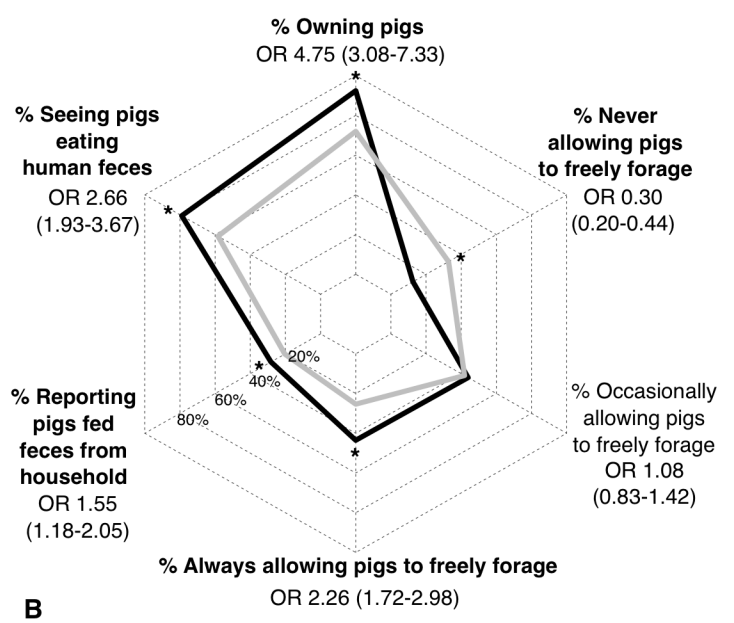 % Owning pigs
OR 4.75 (3.08-7.33)
*
% Seeing pigs
eating
human feces
OR 2.66
(1.93-3.67)
*
% Never
allowing pigs
to freely forage
OR 0.30
(0.20-0.44)
*
20%
40%
60%
80%
*
% Reporting
pigs fed
feces from
household
OR 1.55
(1.18-2.05)
% Occasionally
allowing pigs
to freely forage
OR 1.08
(0.83-1.42)
*
% Always allowing pigs to freely forage
OR 2.26 (1.72-2.98)
B